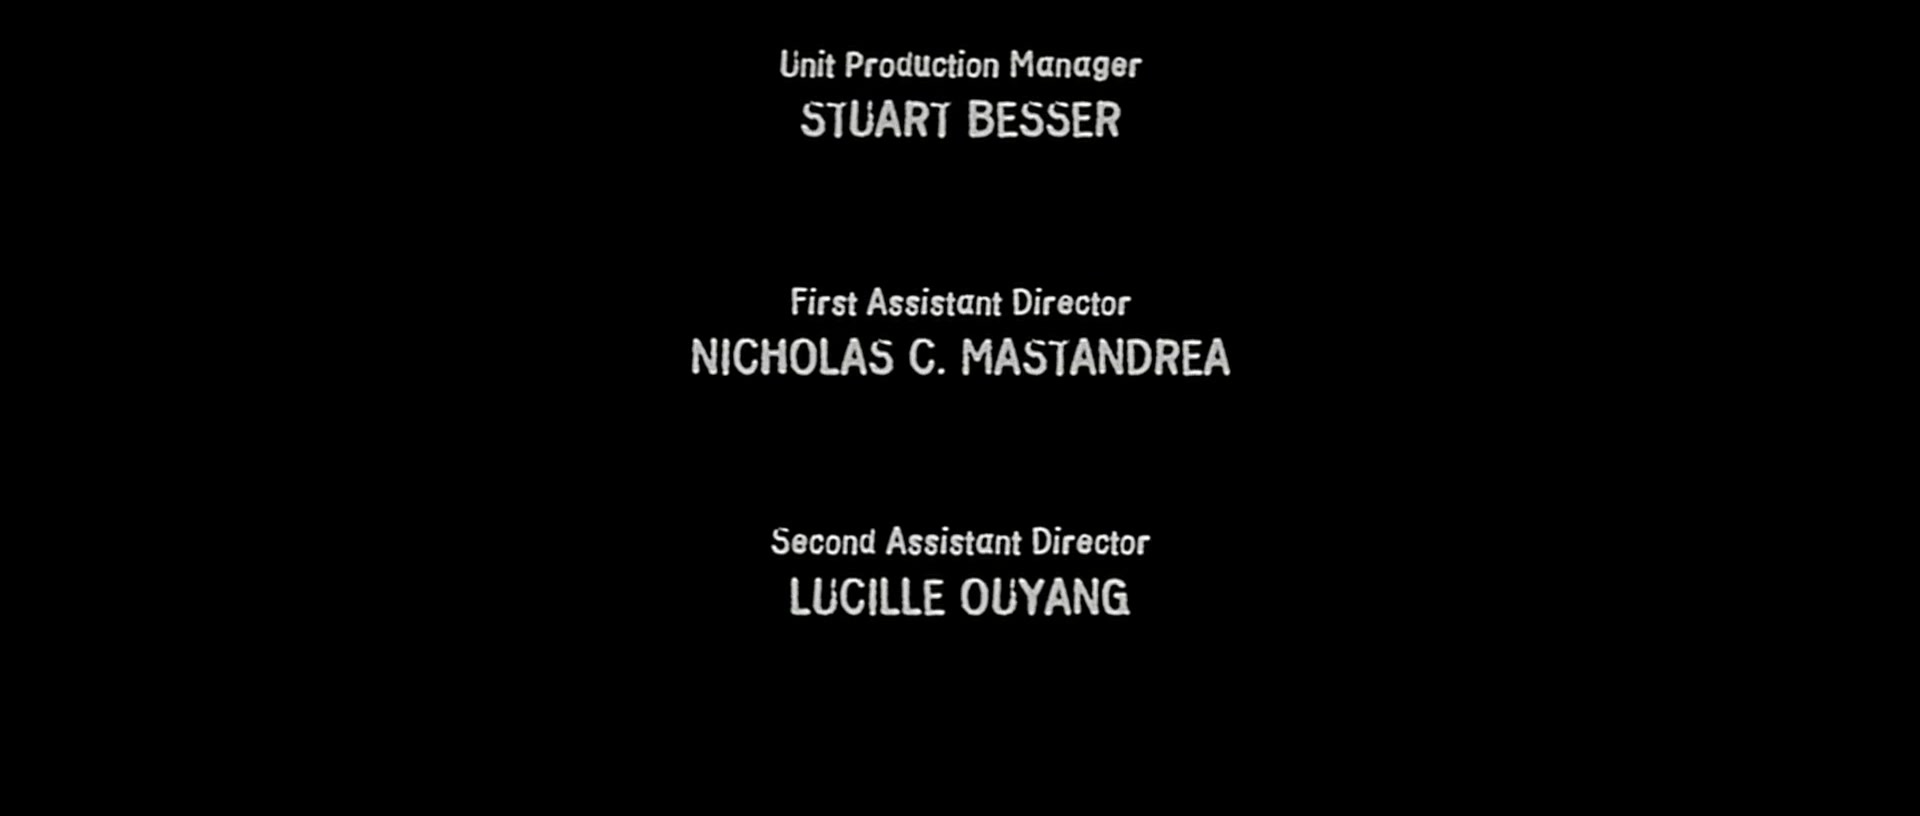 Unit Production Manager
STUART BESSER
First Assistant Director
NICHOLAS C. MASTANDREA
Second Assistant Director
LUCILLE OUYANG